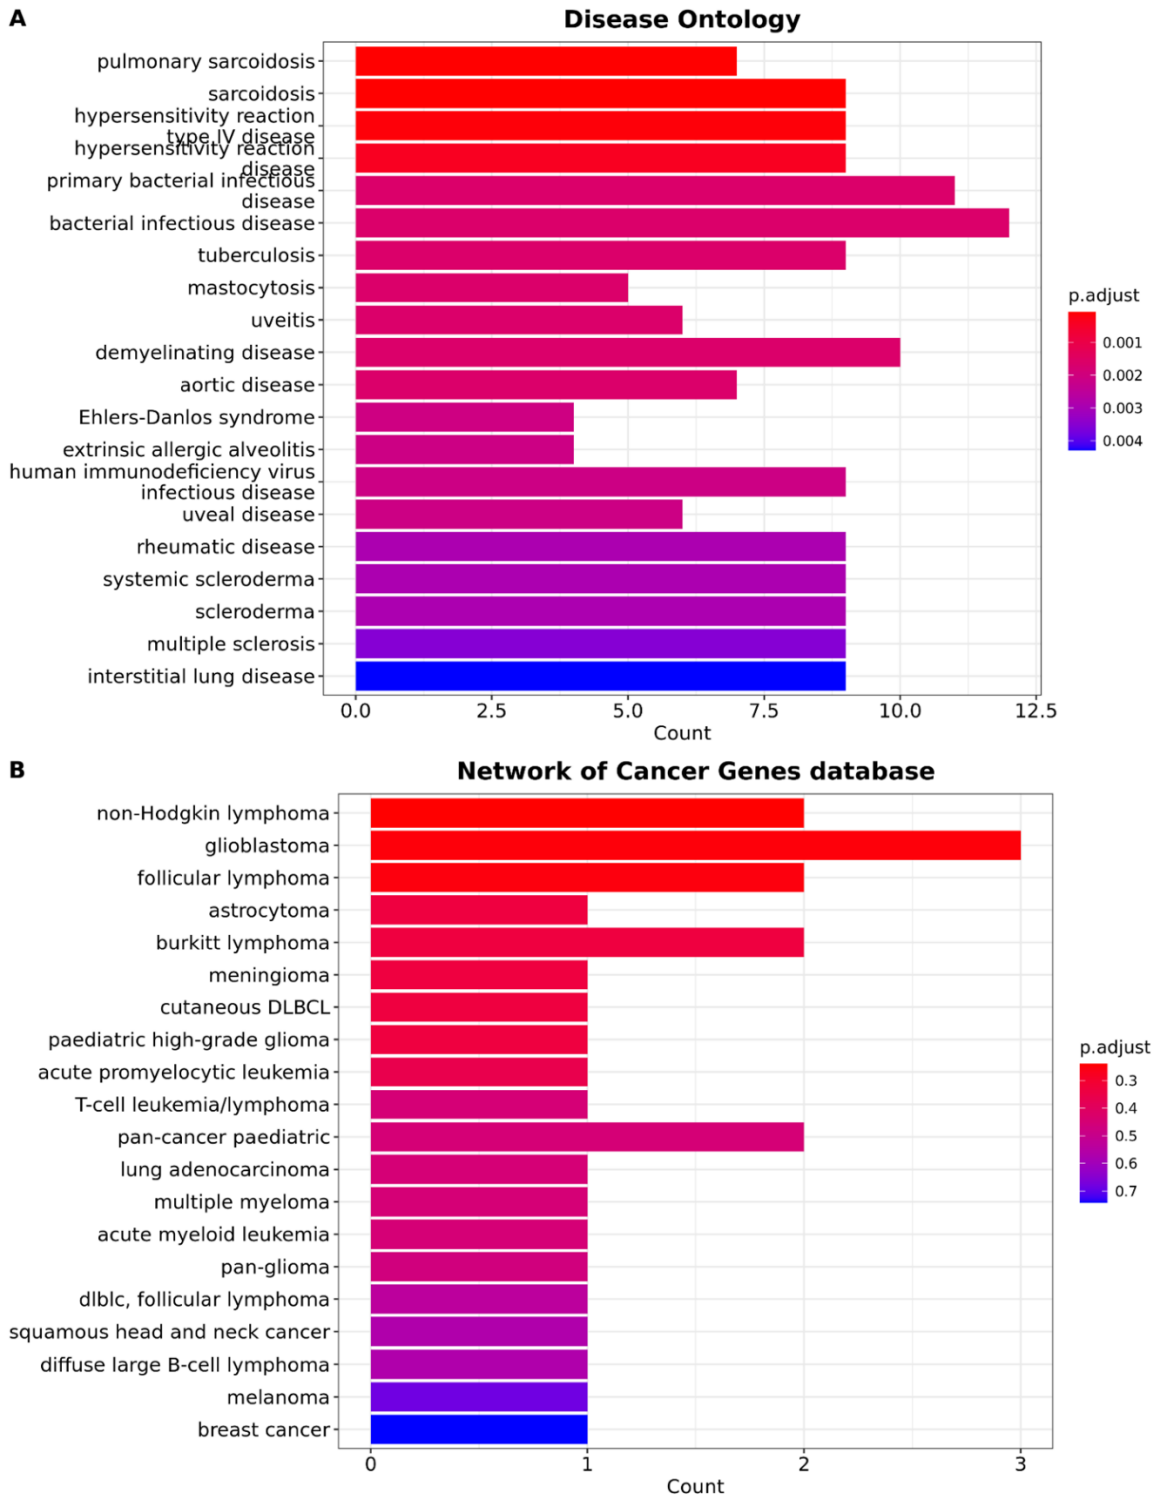 A
Disease Ontology
pulmonary sarcoidosis
sarcoidosis
hypersensitivity reaction
type IV disease
hypersensitivity reaction
disease
primary bacterial infectious
disease
bacterial infectious disease
tuberculosis
mastocytosis
uveitis
demyelinating disease
aortic disease
Ehlers-Danlos syndrome
extrinsic allergic alveolitis
human immunodeficiency virus
infectious disease
uveal disease
rheumatic disease
systemic scleroderma
scleroderma
multiple sclerosis
interstitial lung disease
0.0 2.5 5.0 7.5 10.0 12.5
Count
p.adjust
0.001
0.002
0.003
0.004
B
Network of Cancer Genes database
non-Hodgkin lymphoma
glioblastoma
follicular lymphoma
astrocytoma
burkitt lymphoma
meningioma
cutaneous DLBCL
paediatric high-grade glioma
acute promyelocytic leukemia
T-cell leukemia/lymphoma
pan-cancer paediatric
lung adenocarcinoma
multiple myeloma
acute myeloid leukemia
pan-glioma
dlblc, follicular lymphoma
squamous head and neck cancer
diffuse large B-cell lymphoma
melanoma
breast cancer
0 1 2 3
Count
p.adjust
0.3
0.4
0.5
0.6
0.7